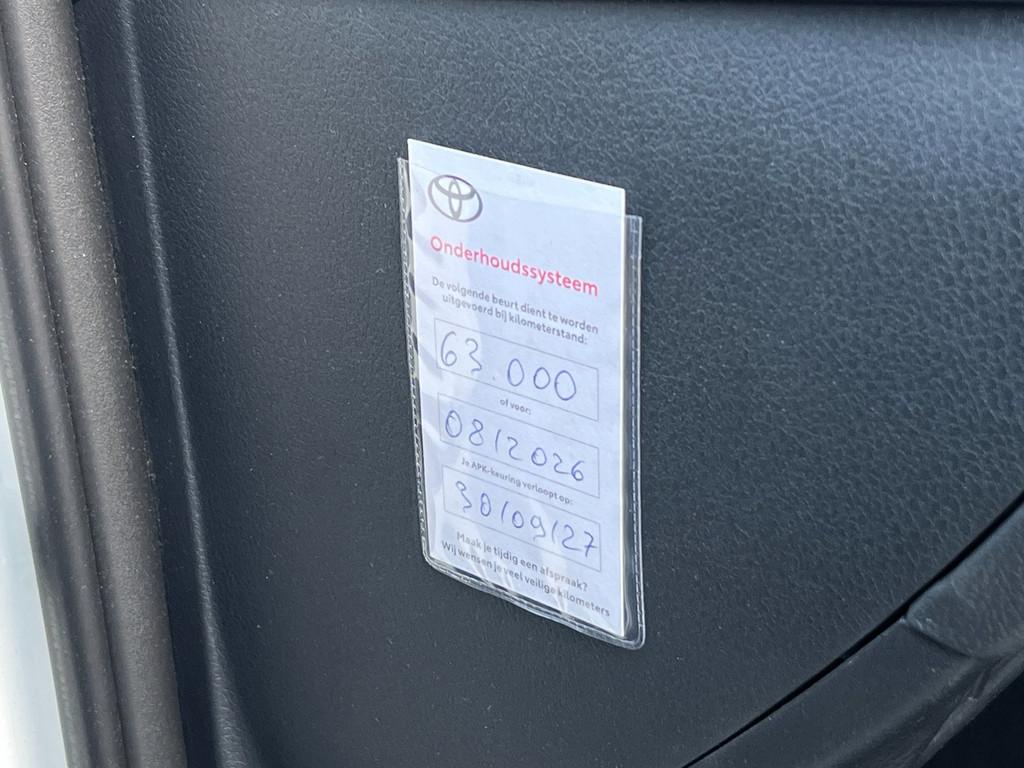 Onderhoudssysteem
De volgende beurt dient te worden
uitgevoerd bij kilometerstand:
63.000
of voor:
08/2026
Je APK-keuring verloopt op:
30/09/27
Maak je tijdig een afspraak?
Wij wensen je veel veilige kilometers